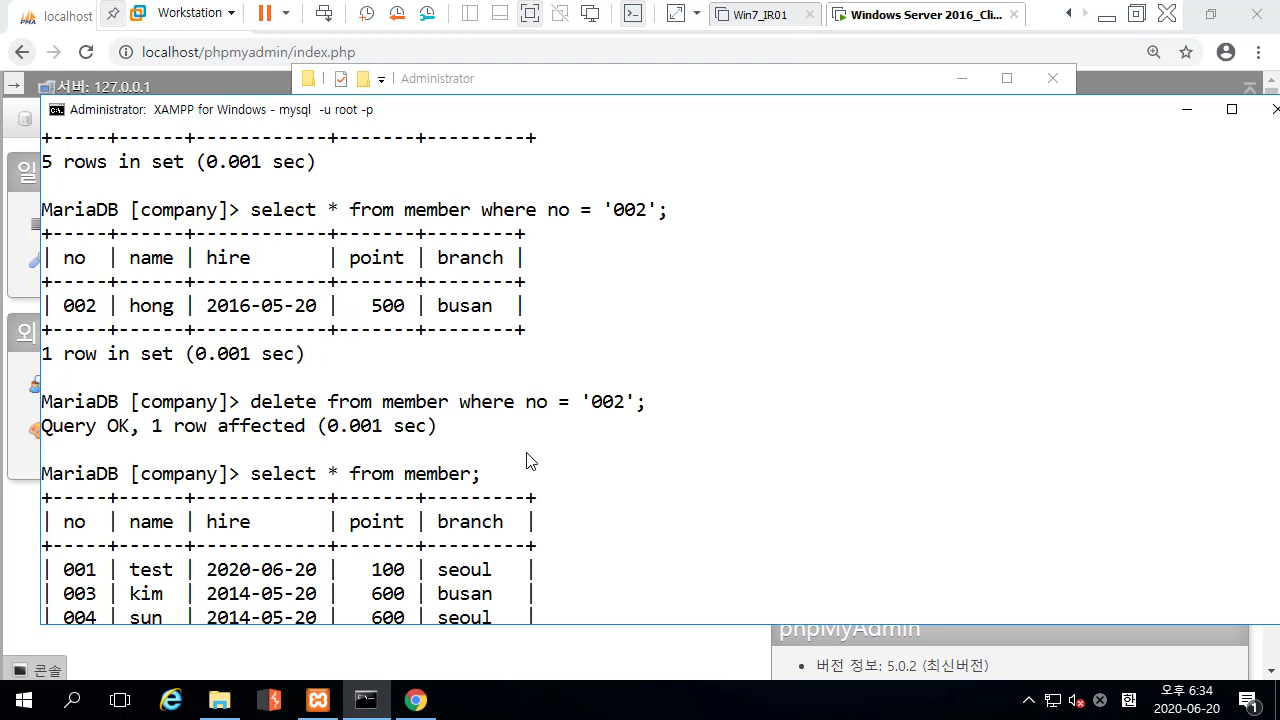 localhost
Workstation
Win7_IR01
Windows Server 2016_Cli...
localhost/phpmyadmin/index.php
서버: 127.0.0.1
Administrator
Administrator: XAMPP for Windows - mysql -u root -p
일
외
+-----+------+------------+-------+---------+
5 rows in set (0.001 sec)
MariaDB [company]> select * from member where no = '002';
+-----+------+------------+-------+--------+
| no | name | hire | point | branch |
+-----+------+------------+-------+--------+
| 002 | hong | 2016-05-20 | 500 | busan |
+-----+------+------------+-------+--------+
1 row in set (0.001 sec)
MariaDB [company]> delete from member where no = '002';
Query OK, 1 row affected (0.001 sec)
MariaDB [company]> select * from member;
+-----+------+------------+-------+---------+
| no | name | hire | point | branch |
+-----+------+------------+-------+---------+
| 001 | test | 2020-06-20 | 100 | seoul |
| 003 | kim | 2014-05-20 | 600 | busan |
| 004 | sun | 2014-05-20 | 600 | seoul |
phpMyAdmin
버전 정보: 5.0.2 (최신버전)
콘솔
한
오후 6:34
2020-06-20
1